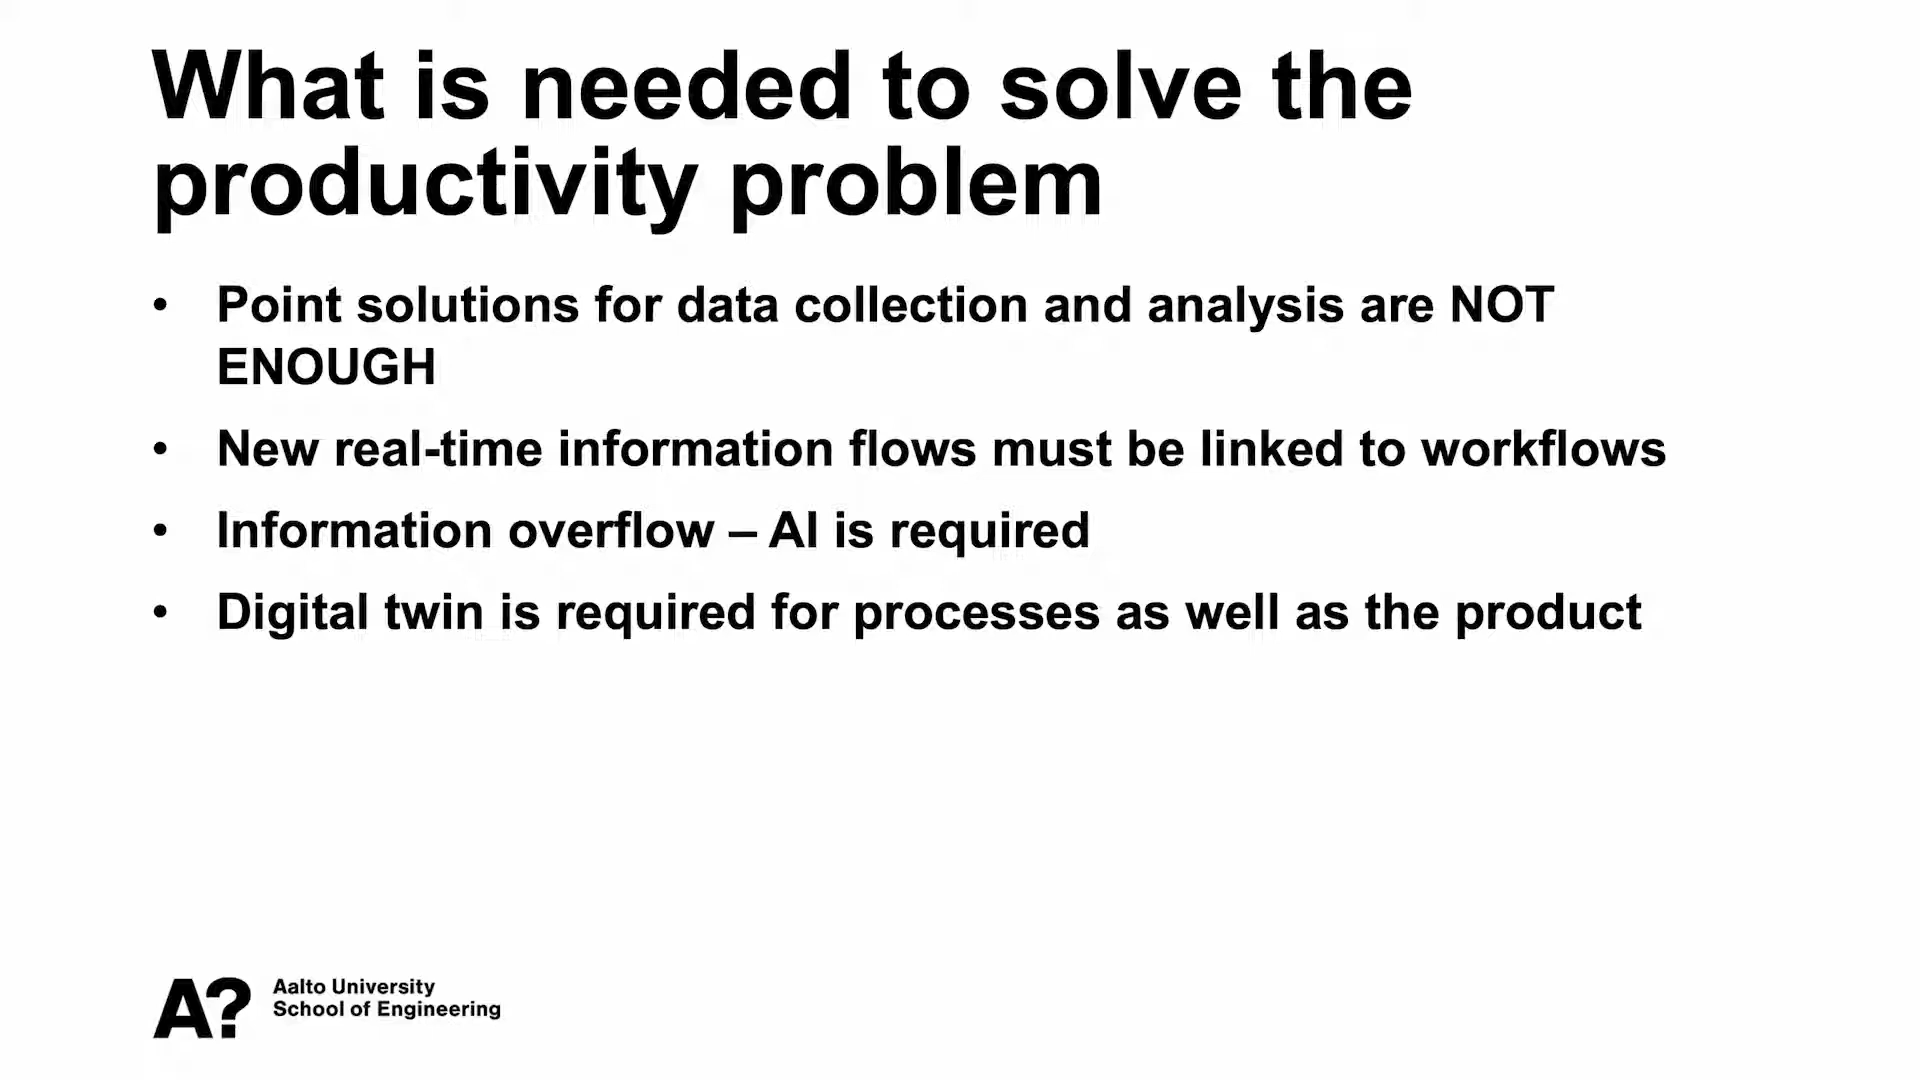 What is needed to solve the
productivity problem
• Point solutions for data collection and analysis are NOT
ENOUGH
• New real-time information flows must be linked to workflows
• Information overflow – AI is required
• Digital twin is required for processes as well as the product
A?
Aalto University
School of Engineering